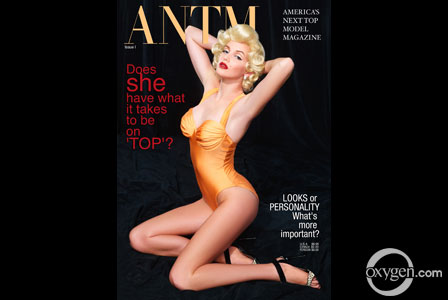 ANTM
AMERICA'S
NEXT TOP
MODEL
MAGAZINE
Issue I
Does
she
have what
it takes
to be
on
'TOP'?
LOOKS or
PERSONALITY
What's
more
important?
oxygen.com